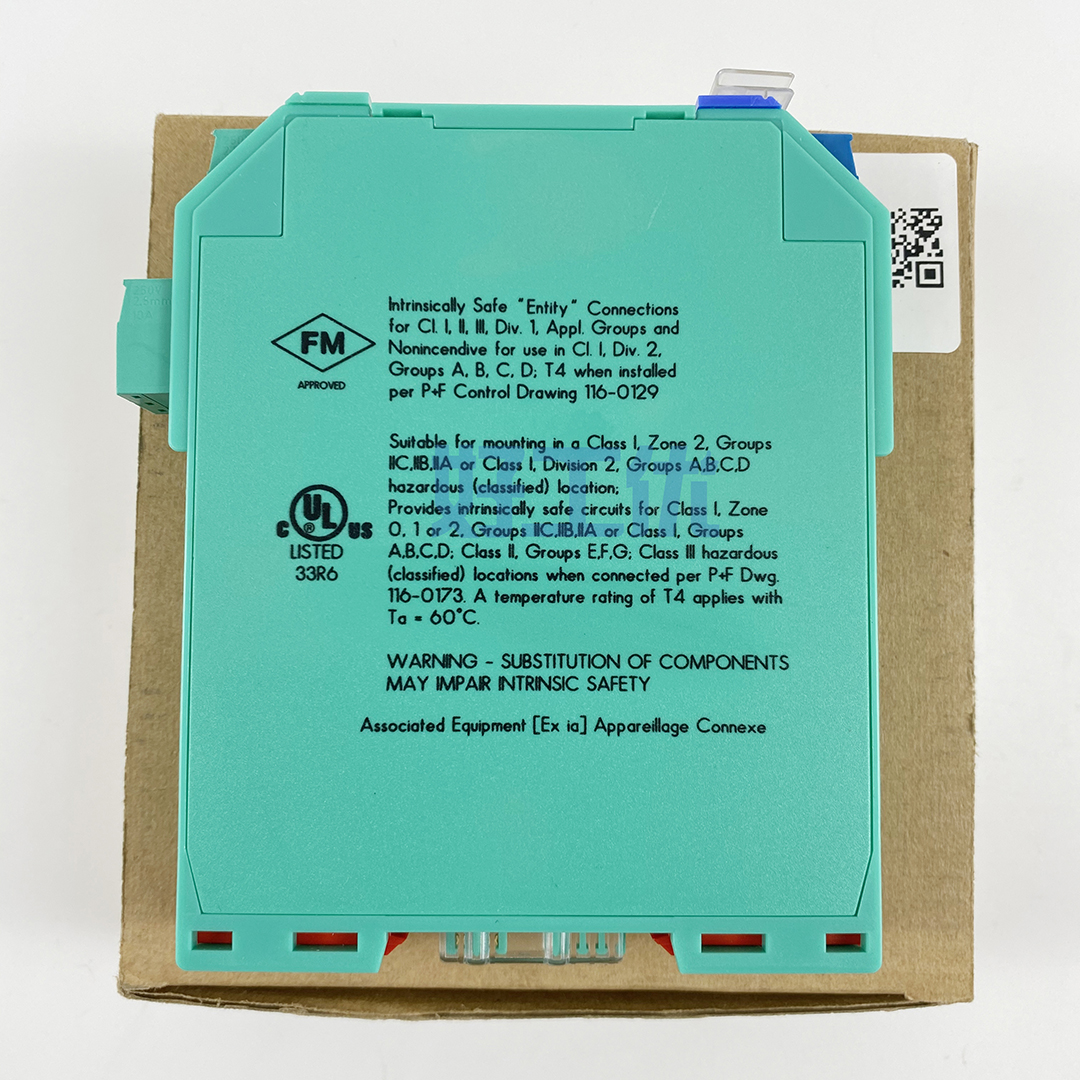 Intrinsically Safe "Entity" Connections
for Cl. I, II, III, Div. 1, Appl. Groups and
Nonincendive for use in Cl. I, Div. 2,
Groups A, B, C, D; T4 when installed
per P+F Control Drawing 116-0129
FM
APPROVED
Suitable for mounting in a Class I, Zone 2, Groups
IIC,IIB,IIA or Class I, Division 2, Groups A,B,C,D
hazardous (classified) location;
Provides intrinsically safe circuits for Class I, Zone
0, 1 or 2, Groups IIC,IIB,IIA or Class I, Groups
A,B,C,D; Class II, Groups E,F,G; Class III hazardous
(classified) locations when connected per P+F Dwg.
116-0173. A temperature rating of T4 applies with
Ta = 60°C.
C UL ® US
LISTED
33R6
WARNING - SUBSTITUTION OF COMPONENTS
MAY IMPAIR INTRINSIC SAFETY
Associated Equipment [Ex ia] Appareillage Connexe